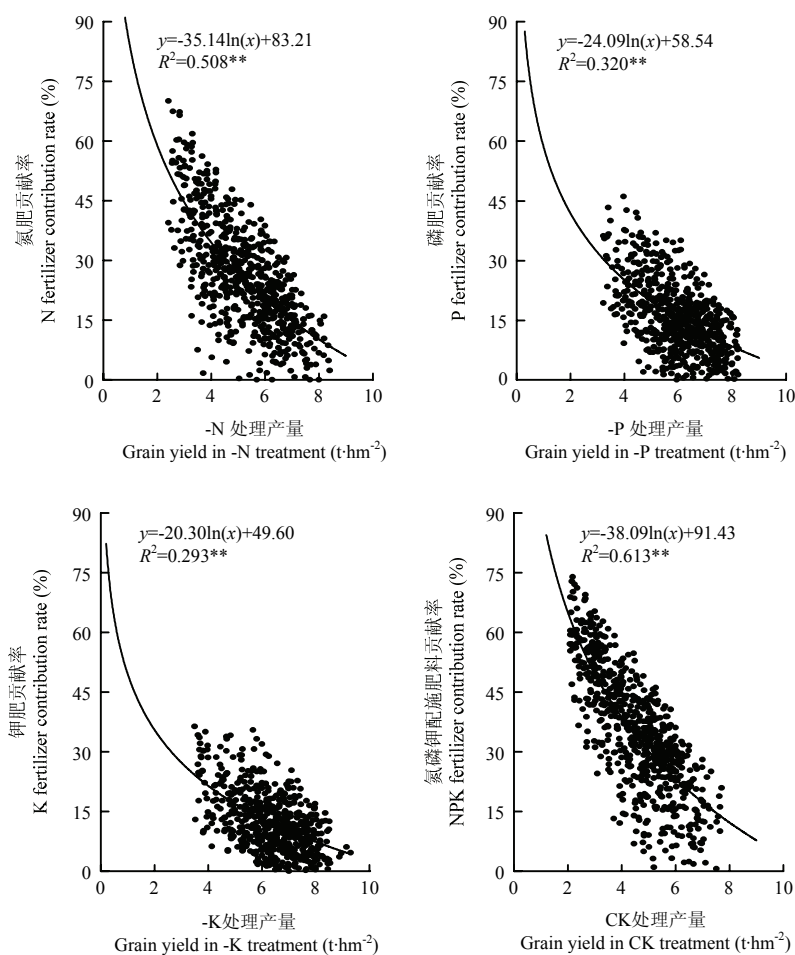 90
75
60
45
30
15
0
0 2 4 6 8 10
y=-35.14ln(x)+83.21
R²=0.508**
氮肥贡献率
N fertilizer contribution rate (%)
-N 处理产量
Grain yield in -N treatment (t·hm⁻²)
90
75
60
45
30
15
0
0 2 4 6 8 10
y=-24.09ln(x)+58.54
R²=0.320**
磷肥贡献率
P fertilizer contribution rate (%)
-P 处理产量
Grain yield in -P treatment (t·hm⁻²)
90
75
60
45
30
15
0
0 2 4 6 8 10
y=-20.30ln(x)+49.60
R²=0.293**
钾肥贡献率
K fertilizer contribution rate (%)
-K处理产量
Grain yield in -K treatment (t·hm⁻²)
90
75
60
45
30
15
0
0 2 4 6 8 10
y=-38.09ln(x)+91.43
R²=0.613**
氮磷钾配施肥料贡献率
NPK fertilizer contribution rate (%)
CK处理产量
Grain yield in CK treatment (t·hm⁻²)